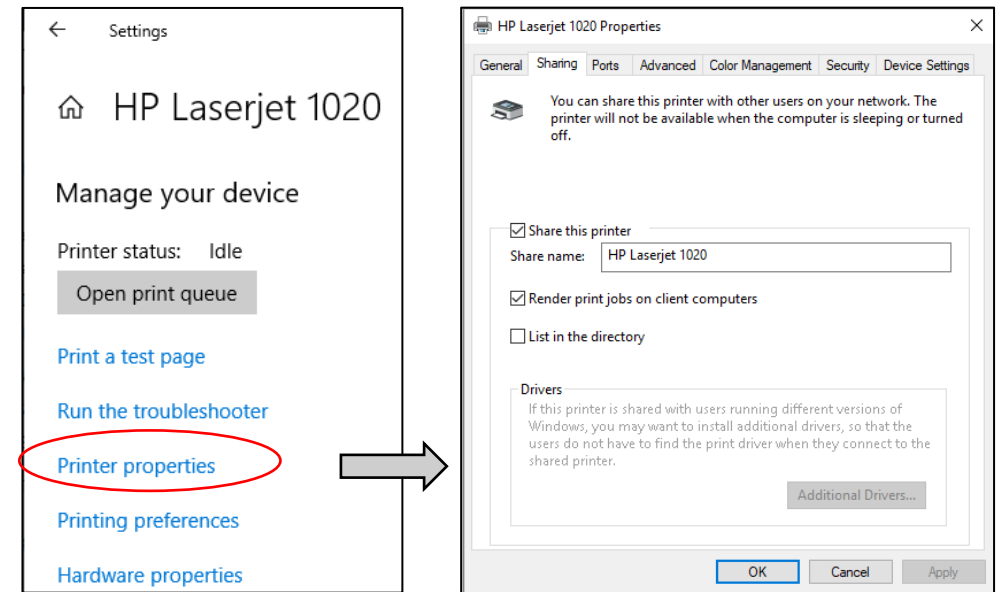 Settings
HP Laserjet 1020
Manage your device
Printer status: Idle
Open print queue
Print a test page
Run the troubleshooter
Printer properties
Printing preferences
Hardware properties
HP Laserjet 1020 Properties
General Sharing Ports Advanced Color Management Security Device Settings
You can share this printer with other users on your network. The
printer will not be available when the computer is sleeping or turned
off.
Share this printer
Share name: HP Laserjet 1020
Render print jobs on client computers
List in the directory
Drivers
If this printer is shared with users running different versions of
Windows, you may want to install additional drivers, so that the
users do not have to find the print driver when they connect to the
shared printer.
Additional Drivers...
OK Cancel Apply